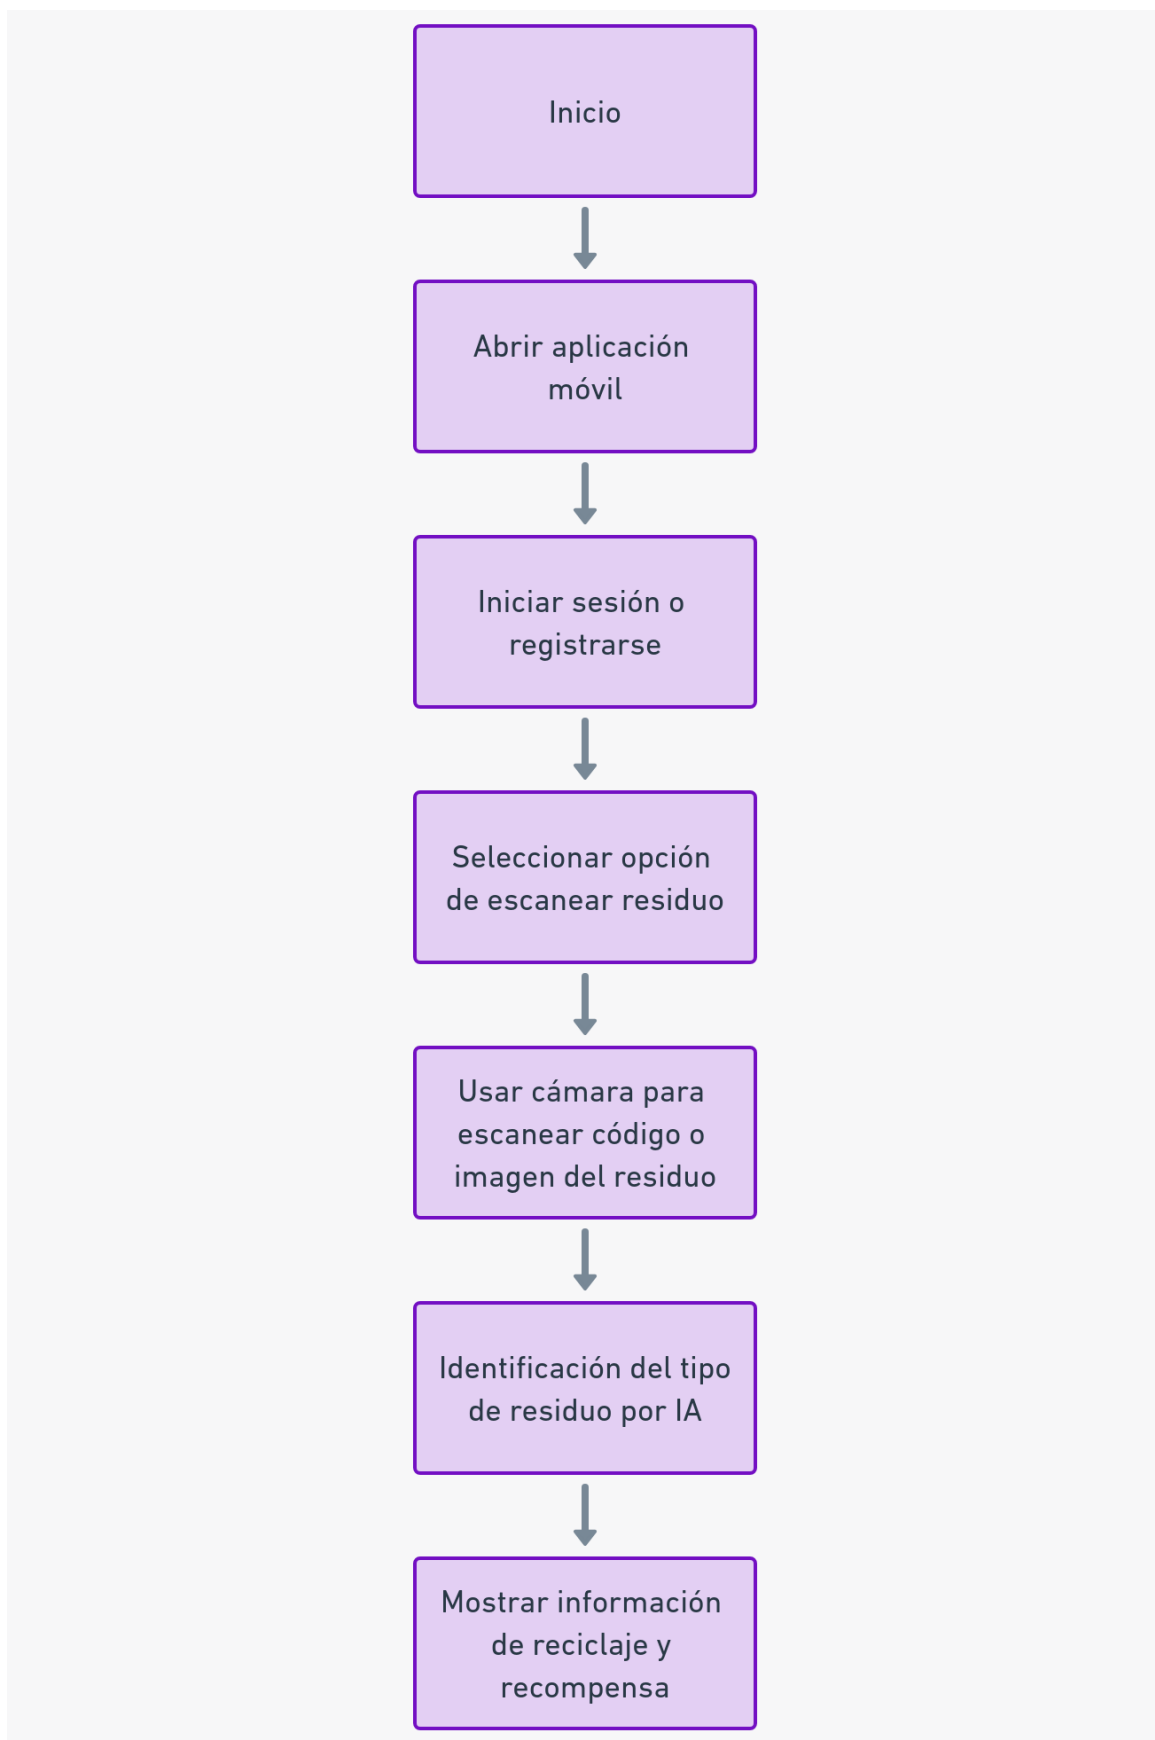 Inicio
Abrir aplicación
móvil
Iniciar sesión o
registrarse
Seleccionar opción
de escanear residuo
Usar cámara para
escanear código o
imagen del residuo
Identificación del tipo
de residuo por IA
Mostrar información
de reciclaje y
recompensa